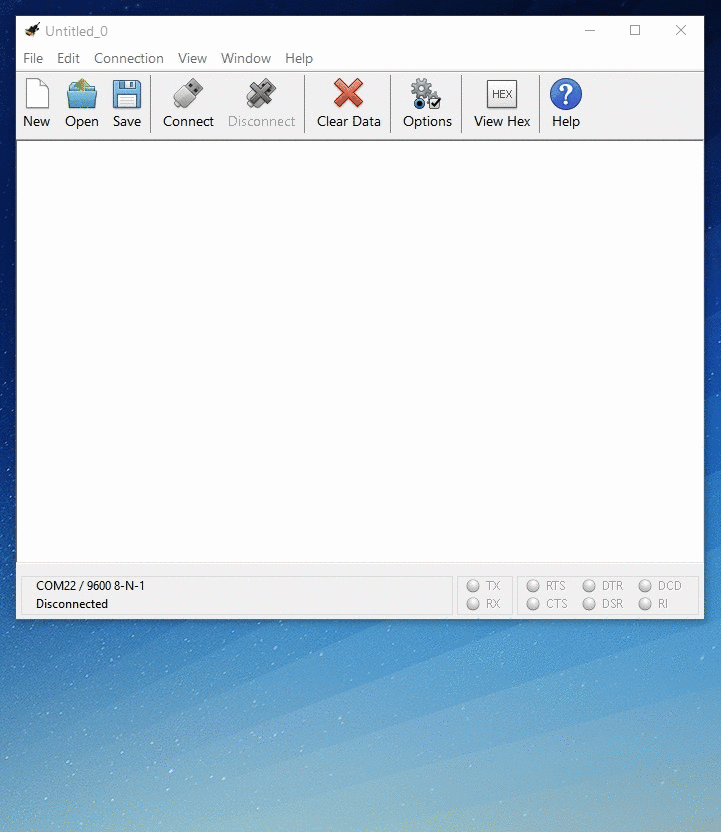 Untitled_0
File Edit Connection View Window Help
HEX ?
New Open Save Connect Disconnect Clear Data Options View Hex Help
COM22 / 9600 8-N-1 TX RTS DTR DCD
Disconnected RX CTS DSR RI